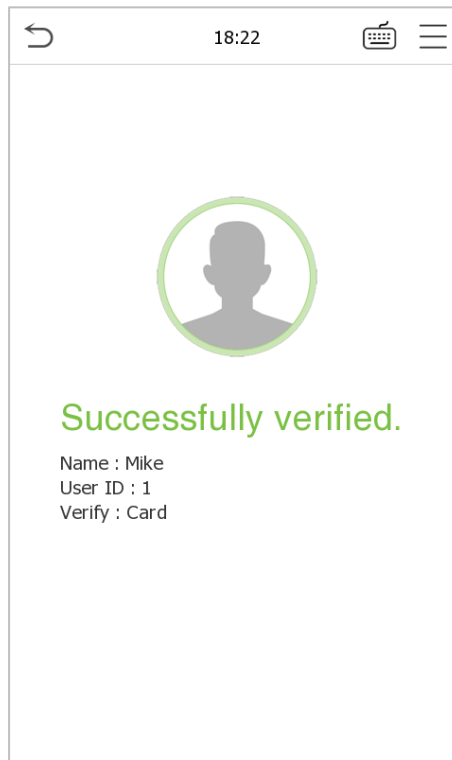 18:22
Successfully verified.
Name : Mike
User ID : 1
Verify : Card